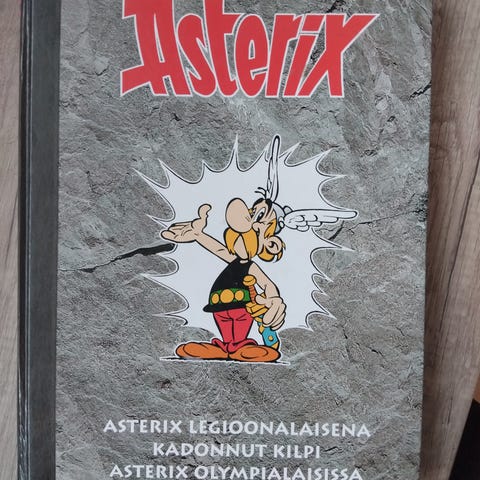 Asterix
ASTERIX LEGIOONALAISENA
KADONNUT KILPI
ASTERIX OLYMPIALAISISSA